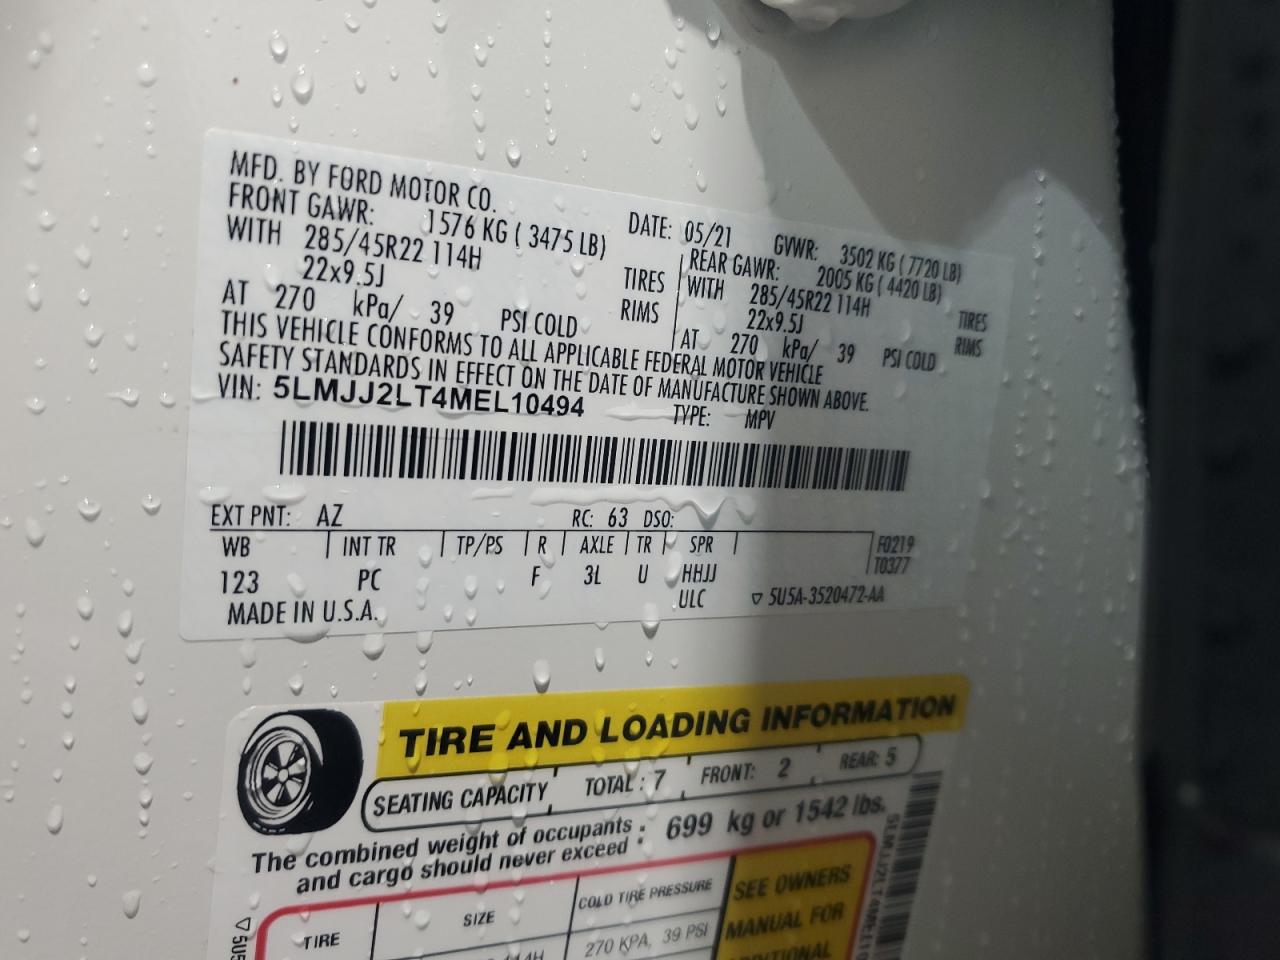 MFD. BY FORD MOTOR CO.
DATE: 05/21 GVWR: 3502 KG ( 7720 LB)
FRONT GAWR: 1576 KG ( 3475 LB) REAR GAWR: 2005 KG ( 4420 LB)
WITH 285/45R22 114H TIRES WITH 285/45R22 114H TIRES
22x9.5J RIMS 22x9.5J RIMS
AT 270 kPa/ 39 PSI COLD AT 270 kPa/ 39 PSI COLD
THIS VEHICLE CONFORMS TO ALL APPLICABLE FEDERAL MOTOR VEHICLE
SAFETY STANDARDS IN EFFECT ON THE DATE OF MANUFACTURE SHOWN ABOVE.
VIN: 5LMJJ2LT4MEL10494 TYPE: MPV
EXT PNT: AZ RC: 63 DSO:
WB INT TR TP/PS R AXLE TR SPR F0219
123 PC F 3L U HHJJ T0377
MADE IN U.S.A. ULC ▽ 5U5A-3520472-AA
TIRE AND LOADING INFORMATION
SEATING CAPACITY TOTAL : 7 FRONT: 2 REAR: 5
The combined weight of occupants : 699 kg or 1542 lbs.
and cargo should never exceed :
TIRE SIZE COLD TIRE PRESSURE SEE OWNERS
114H 270 KPA, 39 PSI MANUAL FOR
ADDITIONAL